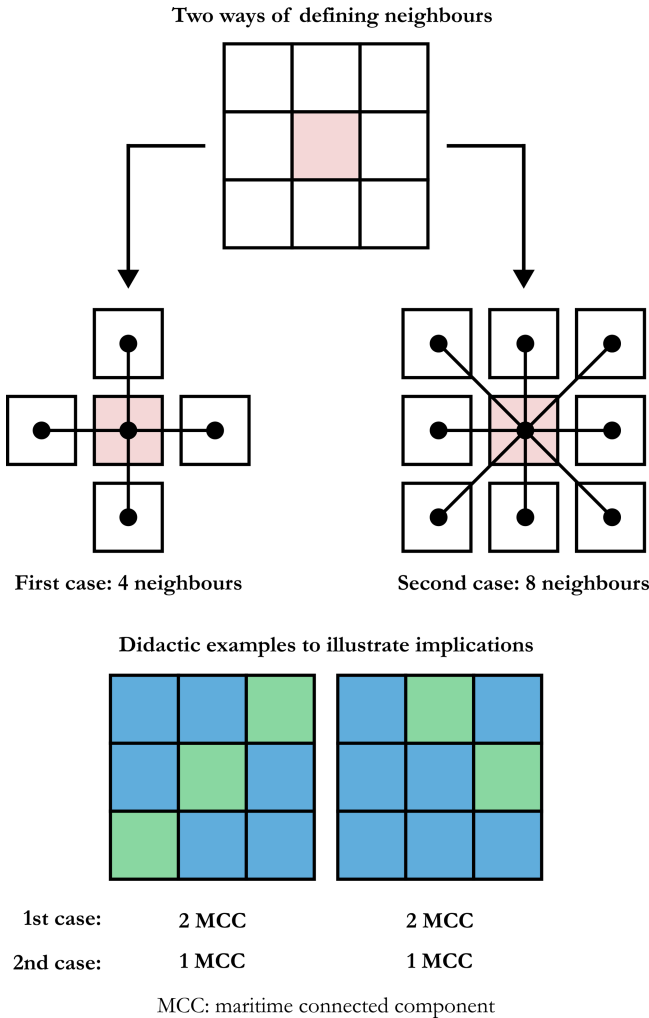 Two ways of defining neighbours
First case: 4 neighbours
Second case: 8 neighbours
Didactic examples to illustrate implications
1st case: 2 MCC 2 MCC
2nd case: 1 MCC 1 MCC
MCC: maritime connected component